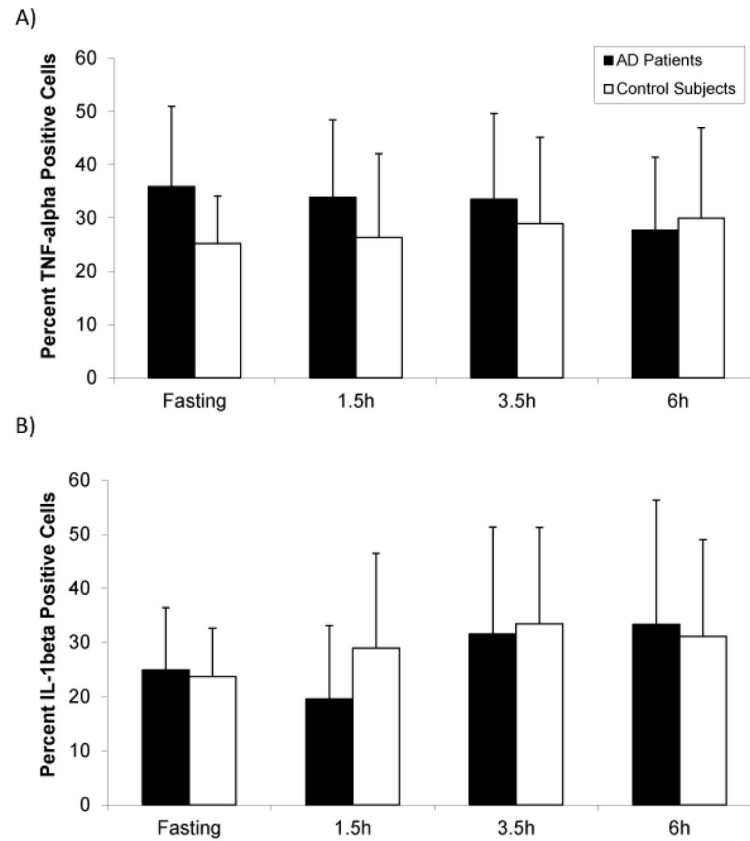 A)
Percent TNF-alpha Positive Cells
60
50
40
30
20
10
0
AD Patients
Control Subjects
Fasting 1.5h 3.5h 6h
B)
Percent IL-1beta Positive Cells
60
50
40
30
20
10
0
Fasting 1.5h 3.5h 6h